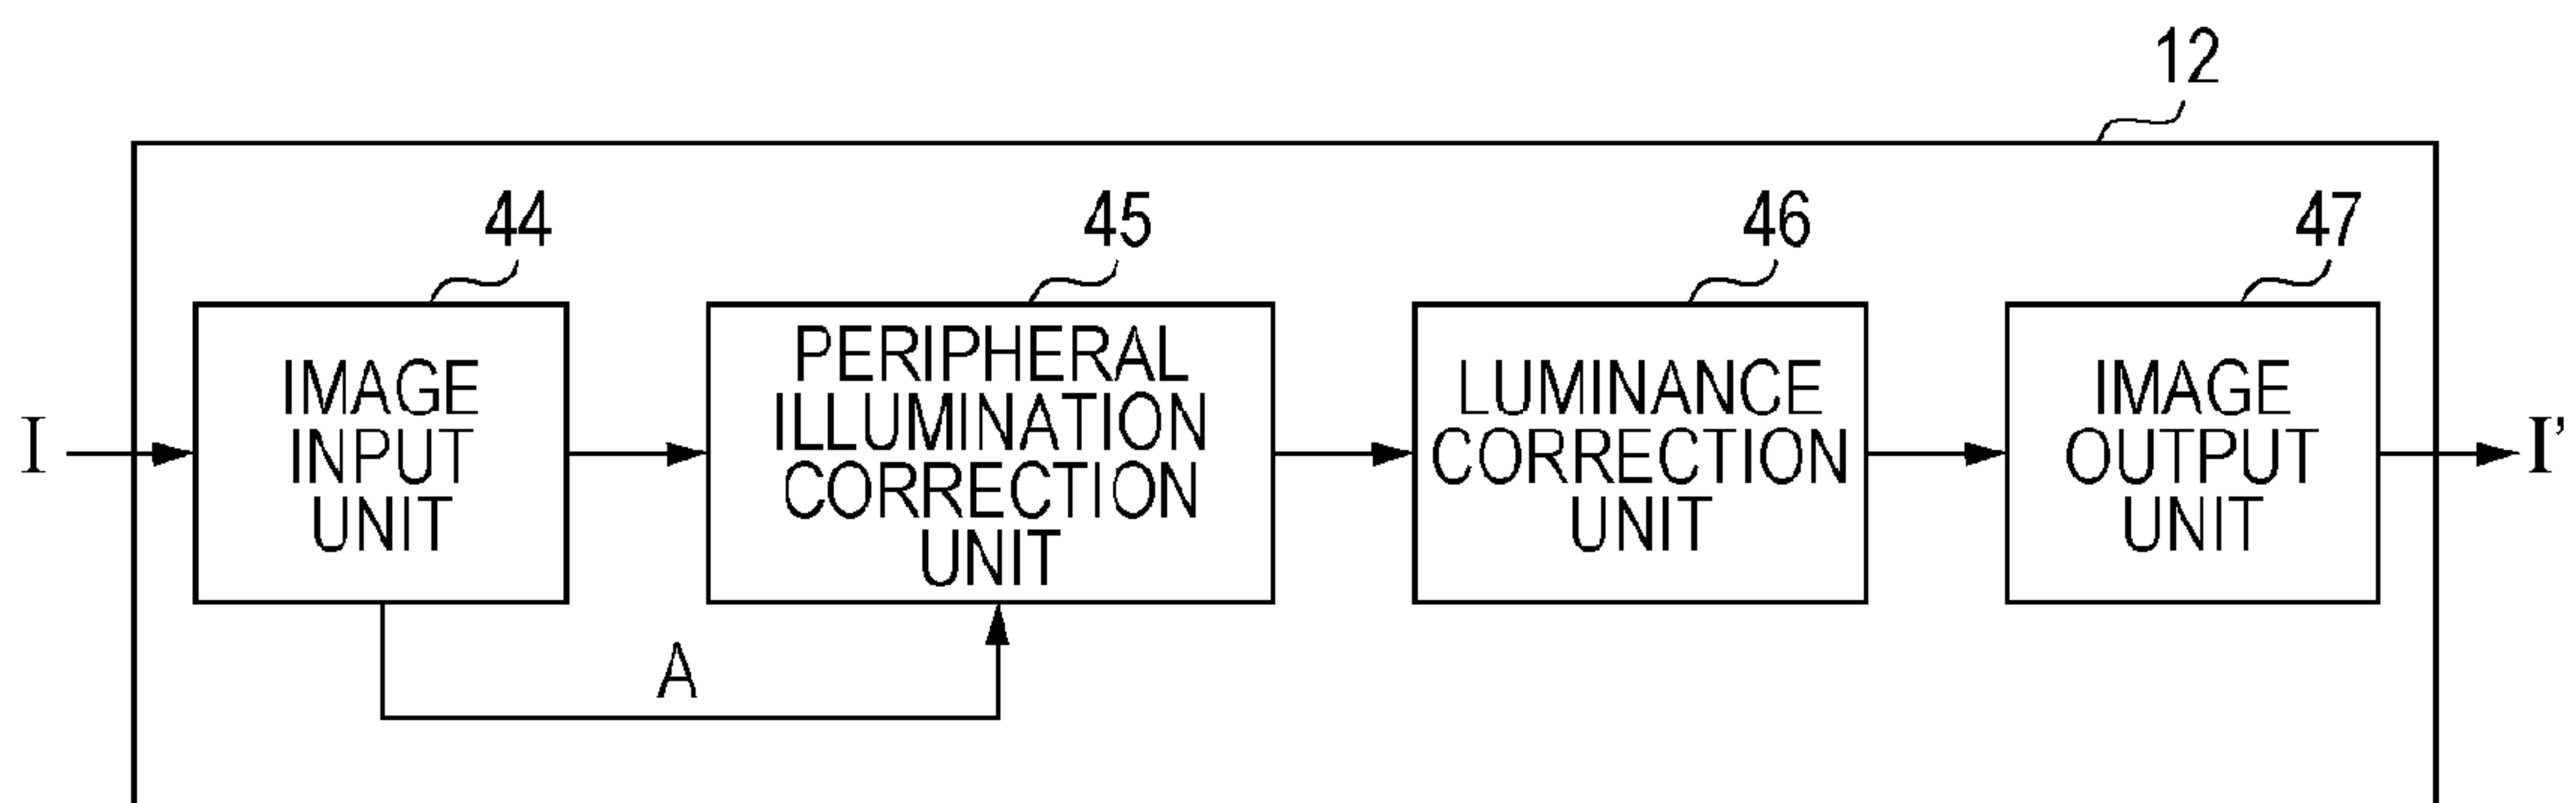 12
44
45
46
47
I
IMAGE
INPUT
UNIT
PERIPHERAL
ILLUMINATION
CORRECTION
UNIT
LUMINANCE
CORRECTION
UNIT
IMAGE
OUTPUT
UNIT
I’
A